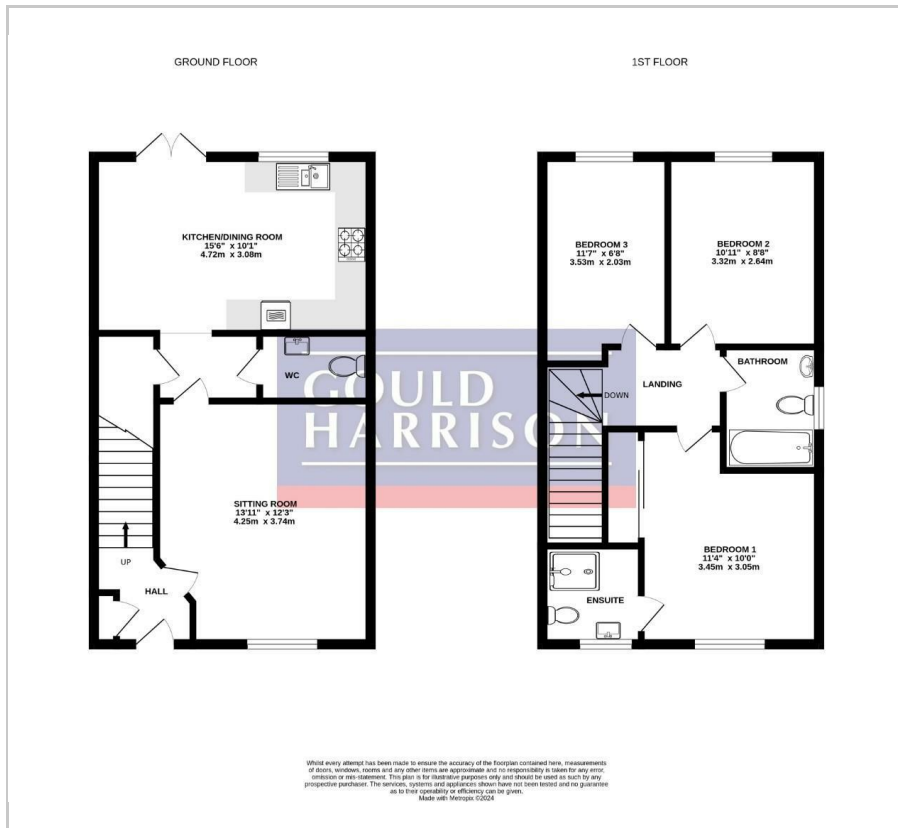 GROUND FLOOR
KITCHEN/DINING ROOM
15'6" x 10'1"
4.72m x 3.08m
WC
SITTING ROOM
13'11" x 12'3"
4.25m x 3.74m
UP
HALL
1ST FLOOR
BEDROOM 3
11'7" x 6'8"
3.53m x 2.03m
BEDROOM 2
10'11" x 8'8"
3.32m x 2.64m
BATHROOM
LANDING
DOWN
BEDROOM 1
11'4" x 10'0"
3.45m x 3.05m
ENSUITE
GOULD
HARRISON
Whilst every attempt has been made to ensure the accuracy of the floorplan contained here, measurements
of doors, windows, rooms and any other items are approximate and no responsibility is taken for any error,
omission or mis-statement. This plan is for illustrative purposes only and should be used as such by any
prospective purchaser. The services, systems and appliances shown have not been tested and no guarantee
as to their operability or efficiency can be given.
Made with Metropix ©2024